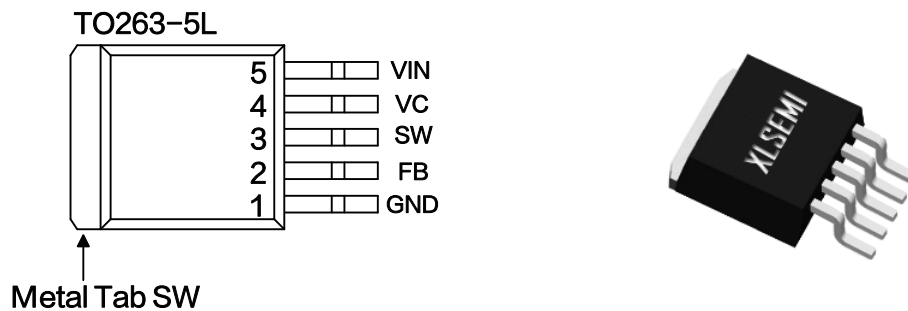 TO263-5L
5 VIN
4 VC
3 SW
2 FB
1 GND
Metal Tab SW
XLSEMI